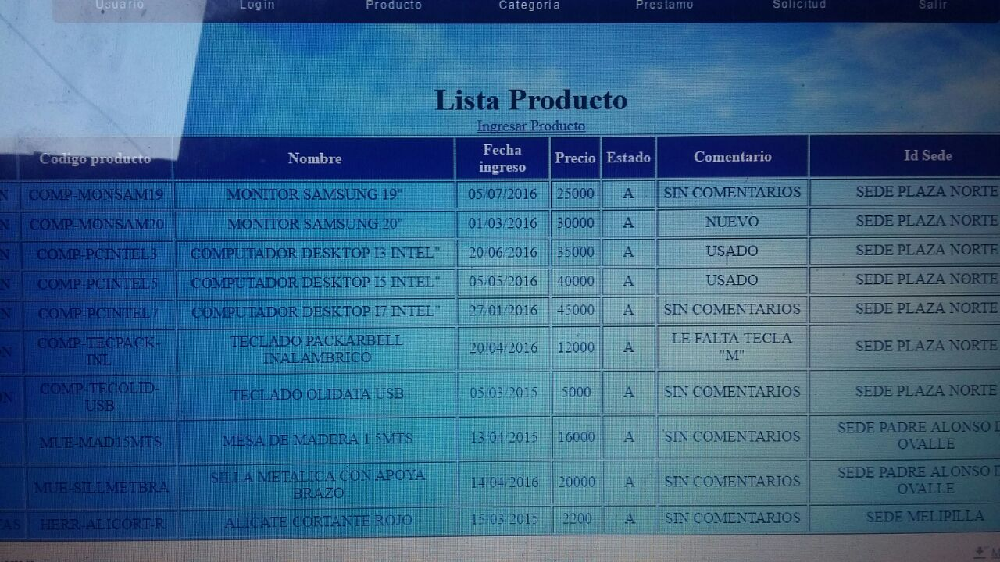 Usuario Login Producto Categoria Prestamo Solicitud Salir
Lista Producto
Ingresar Producto
Codigo producto Nombre Fecha ingreso Precio Estado Comentario Id Sede
N COMP-MONSAM19 MONITOR SAMSUNG 19" 05/07/2016 25000 A SIN COMENTARIOS SEDE PLAZA NORTE
N COMP-MONSAM20 MONITOR SAMSUNG 20" 01/03/2016 30000 A NUEVO SEDE PLAZA NORTE
N COMP-PCINTEL3 COMPUTADOR DESKTOP I3 INTEL" 20/06/2016 35000 A USADO SEDE PLAZA NORTE
N COMP-PCINTEL5 COMPUTADOR DESKTOP I5 INTEL" 05/05/2016 40000 A USADO SEDE PLAZA NORTE
N COMP-PCINTEL7 COMPUTADOR DESKTOP I7 INTEL" 27/01/2016 45000 A SIN COMENTARIOS SEDE PLAZA NORTE
N COMP-TECPACK-INL TECLADO PACKARBELL INALAMBRICO 20/04/2016 12000 A LE FALTA TECLA "M" SEDE PLAZA NORTE
ON COMP-TECOLID-USB TECLADO OLIDATA USB 05/03/2015 5000 A SIN COMENTARIOS SEDE PLAZA NORTE
MUE-MAD15MTS MESA DE MADERA 1.5MTS 13/04/2015 16000 A SIN COMENTARIOS SEDE PADRE ALONSO D OVALLE
MUE-SILLMETBRA SILLA METALICA CON APOYA BRAZO 14/04/2016 20000 A SIN COMENTARIOS SEDE PADRE ALONSO D OVALLE
AS HERR-ALICORT-R ALICATE CORTANTE ROJO 15/03/2015 2200 A SIN COMENTARIOS SEDE MELIPILLA